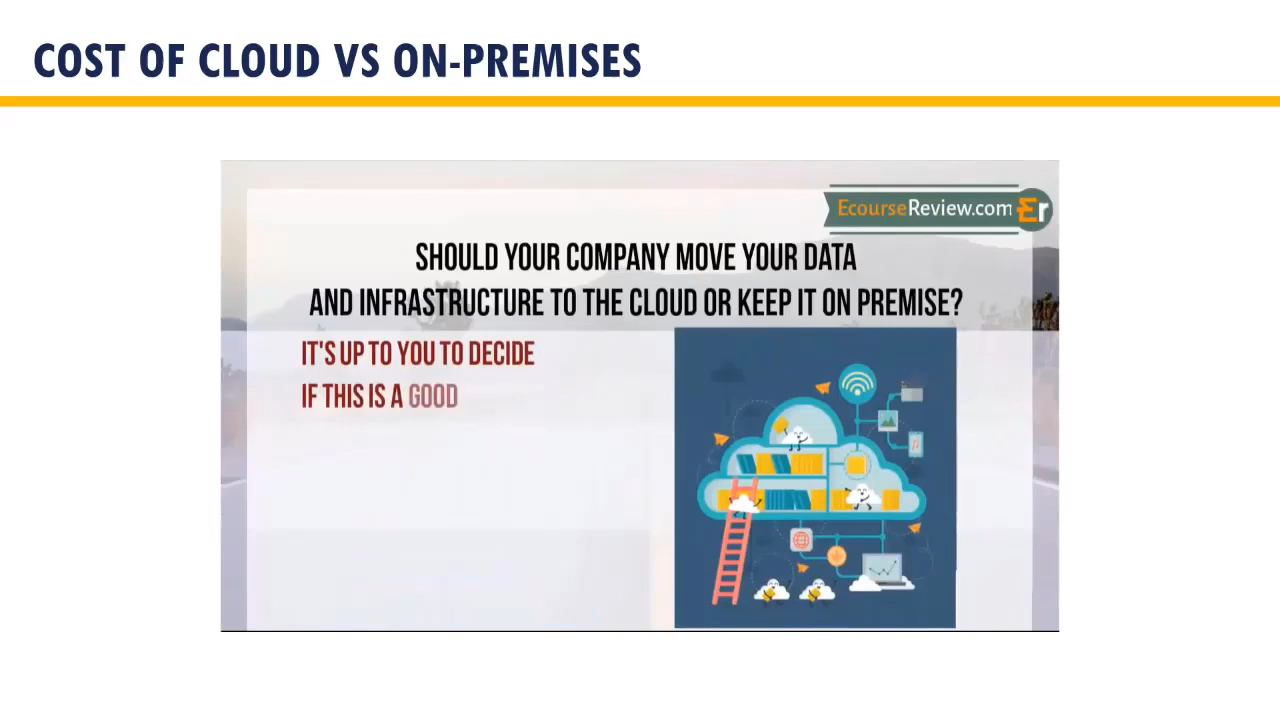 COST OF CLOUD VS ON-PREMISES
EcourseReview.com Er
SHOULD YOUR COMPANY MOVE YOUR DATA
AND INFRASTRUCTURE TO THE CLOUD OR KEEP IT ON PREMISE?
IT'S UP TO YOU TO DECIDE
IF THIS IS A GOOD